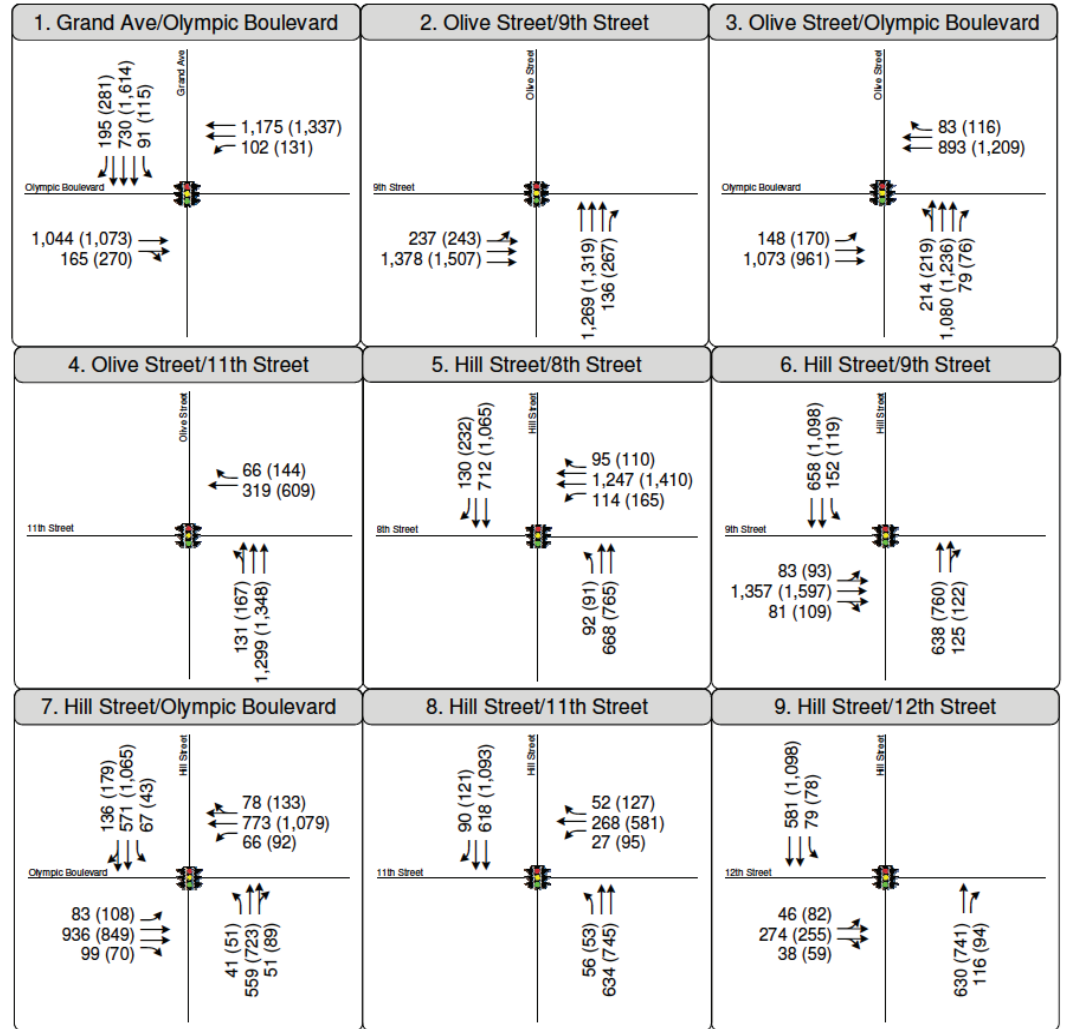 1. Grand Ave/Olympic Boulevard
Grand Ave
195 (281)
730 (1,614)
91 (115)
1,175 (1,337)
102 (131)
Olympic Boulevard
1,044 (1,073)
165 (270)
2. Olive Street/9th Street
Olive Street
9th Street
237 (243)
1,378 (1,507)
1,269 (1,319)
136 (267)
3. Olive Street/Olympic Boulevard
Olive Street
83 (116)
893 (1,209)
Olympic Boulevard
148 (170)
1,073 (961)
214 (219)
1,080 (1,236)
79 (76)
4. Olive Street/11th Street
Olive Street
66 (144)
319 (609)
11th Street
131 (167)
1,299 (1,348)
5. Hill Street/8th Street
Hill Street
130 (232)
712 (1,065)
95 (110)
1,247 (1,410)
114 (165)
8th Street
92 (91)
668 (765)
6. Hill Street/9th Street
Hill Street
658 (1,098)
152 (119)
9th Street
83 (93)
1,357 (1,597)
81 (109)
638 (760)
125 (122)
7. Hill Street/Olympic Boulevard
Hill Street
136 (179)
571 (1,065)
67 (43)
78 (133)
773 (1,079)
66 (92)
Olympic Boulevard
83 (108)
936 (849)
99 (70)
41 (51)
559 (723)
51 (89)
8. Hill Street/11th Street
Hill Street
90 (121)
618 (1,093)
52 (127)
268 (581)
27 (95)
11th Street
56 (53)
634 (745)
9. Hill Street/12th Street
Hill Street
581 (1,098)
79 (78)
12th Street
46 (82)
274 (255)
38 (59)
630 (741)
116 (94)